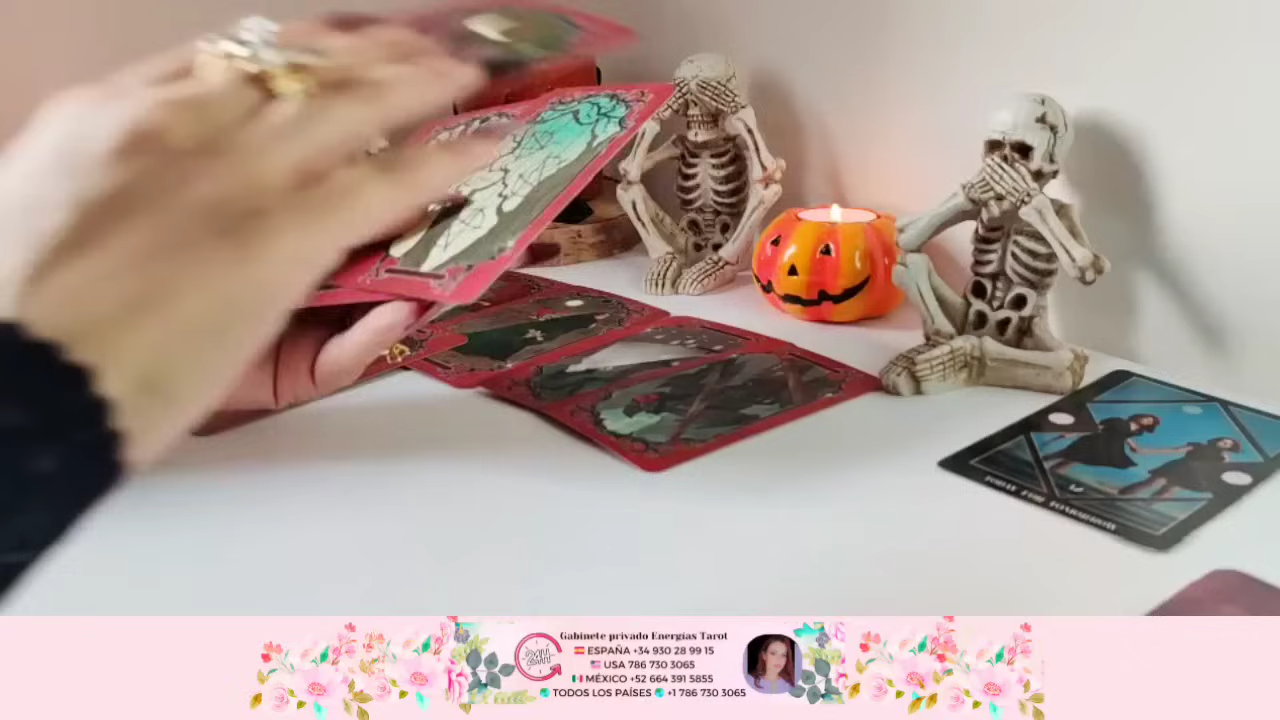 Gabinete privado Energías Tarot
ESPAÑA +34 930 28 99 15
USA 786 730 3065
MÉXICO +52 664 391 5855
TODOS LOS PAÍSES +1 786 730 3065